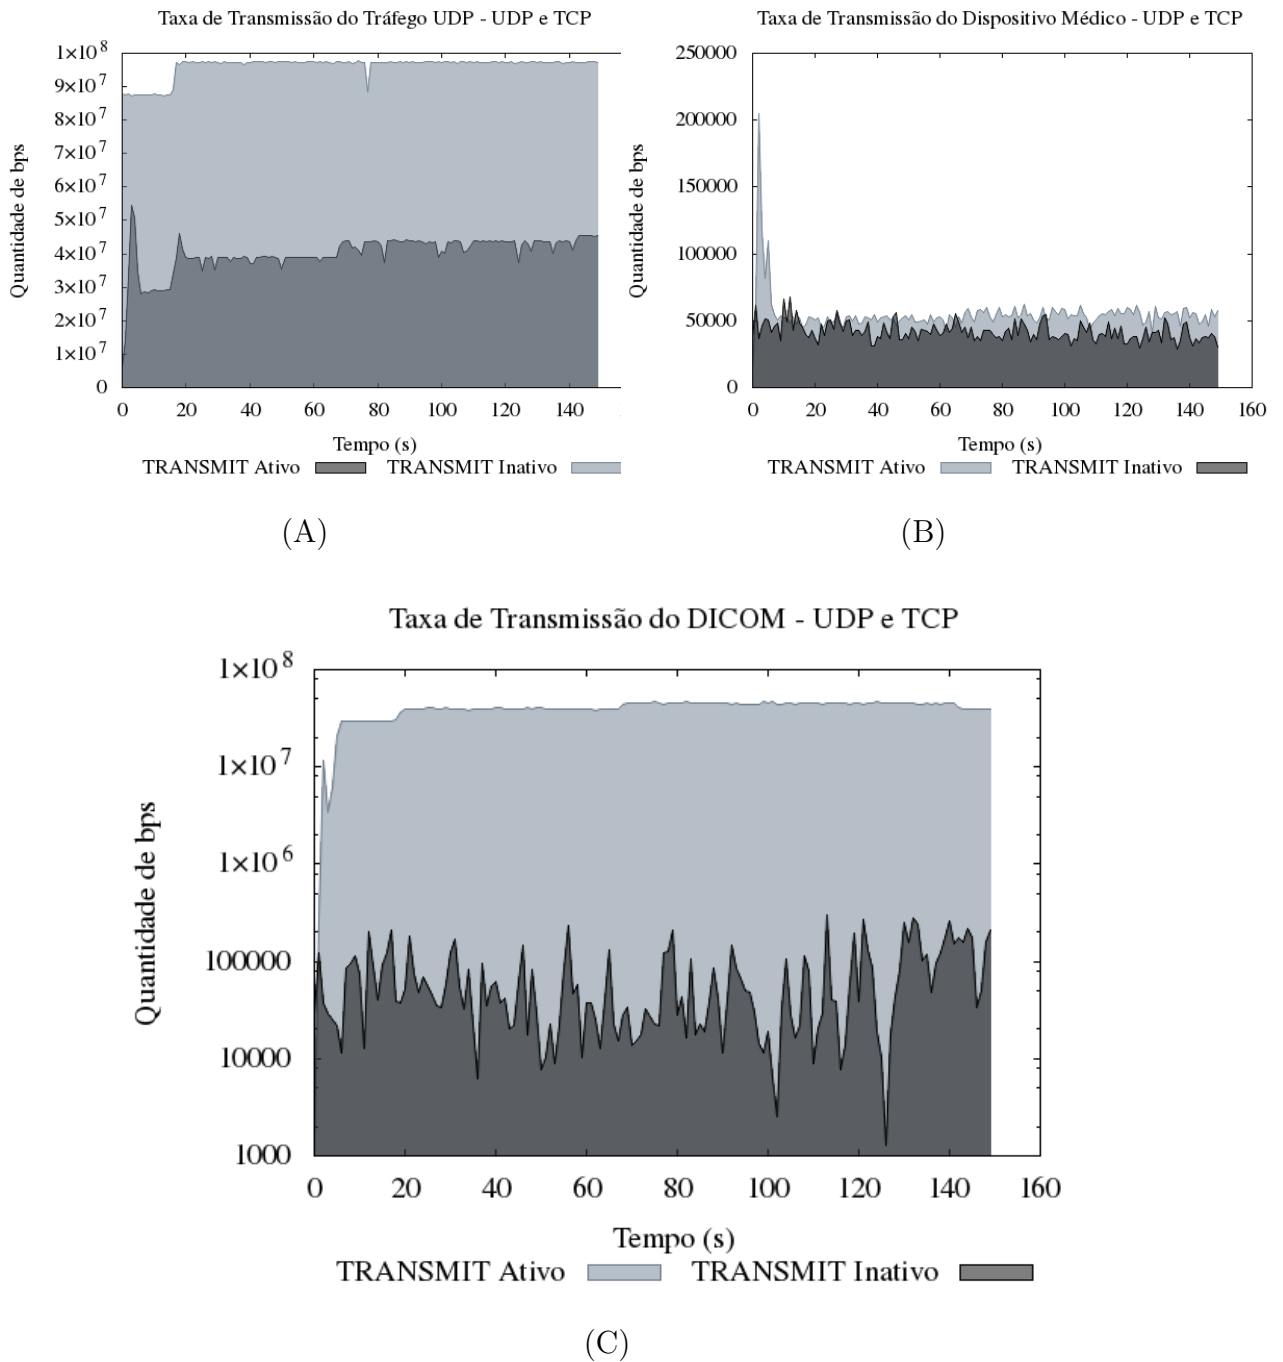 Taxa de Transmissão do Tráfego UDP - UDP e TCP
1×10^8
9×10^7
8×10^7
7×10^7
6×10^7
5×10^7
4×10^7
3×10^7
2×10^7
1×10^7
0
Quantidade de bps
0 20 40 60 80 100 120 140
Tempo (s)
TRANSMIT Ativo TRANSMIT Inativo
(A)
Taxa de Transmissão do Dispositivo Médico - UDP e TCP
250000
200000
150000
100000
50000
0
Quantidade de bps
0 20 40 60 80 100 120 140 160
Tempo (s)
TRANSMIT Ativo TRANSMIT Inativo
(B)
Taxa de Transmissão do DICOM - UDP e TCP
1×10^8
1×10^7
1×10^6
100000
10000
1000
Quantidade de bps
0 20 40 60 80 100 120 140 160
Tempo (s)
TRANSMIT Ativo TRANSMIT Inativo
(C)